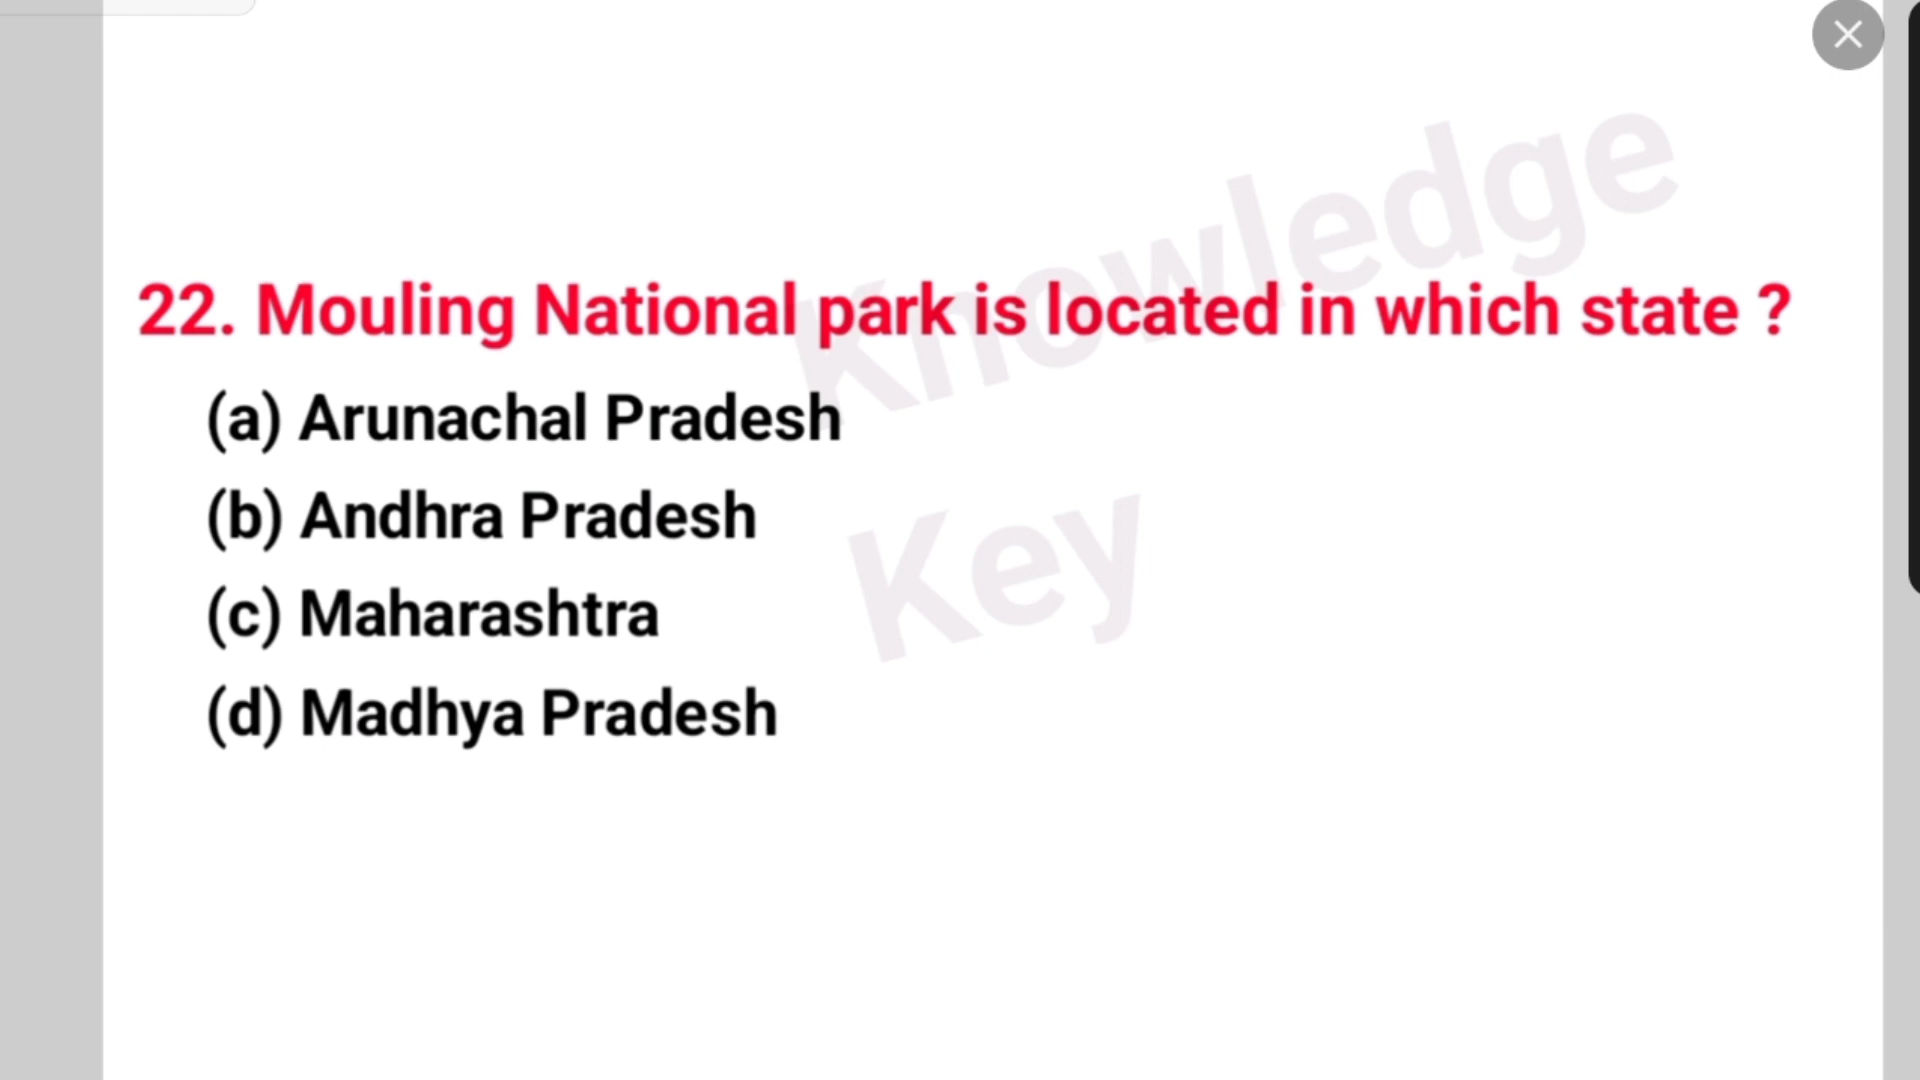 Knowledge
Key
22. Mouling National park is located in which state ?
(a) Arunachal Pradesh
(b) Andhra Pradesh
(c) Maharashtra
(d) Madhya Pradesh